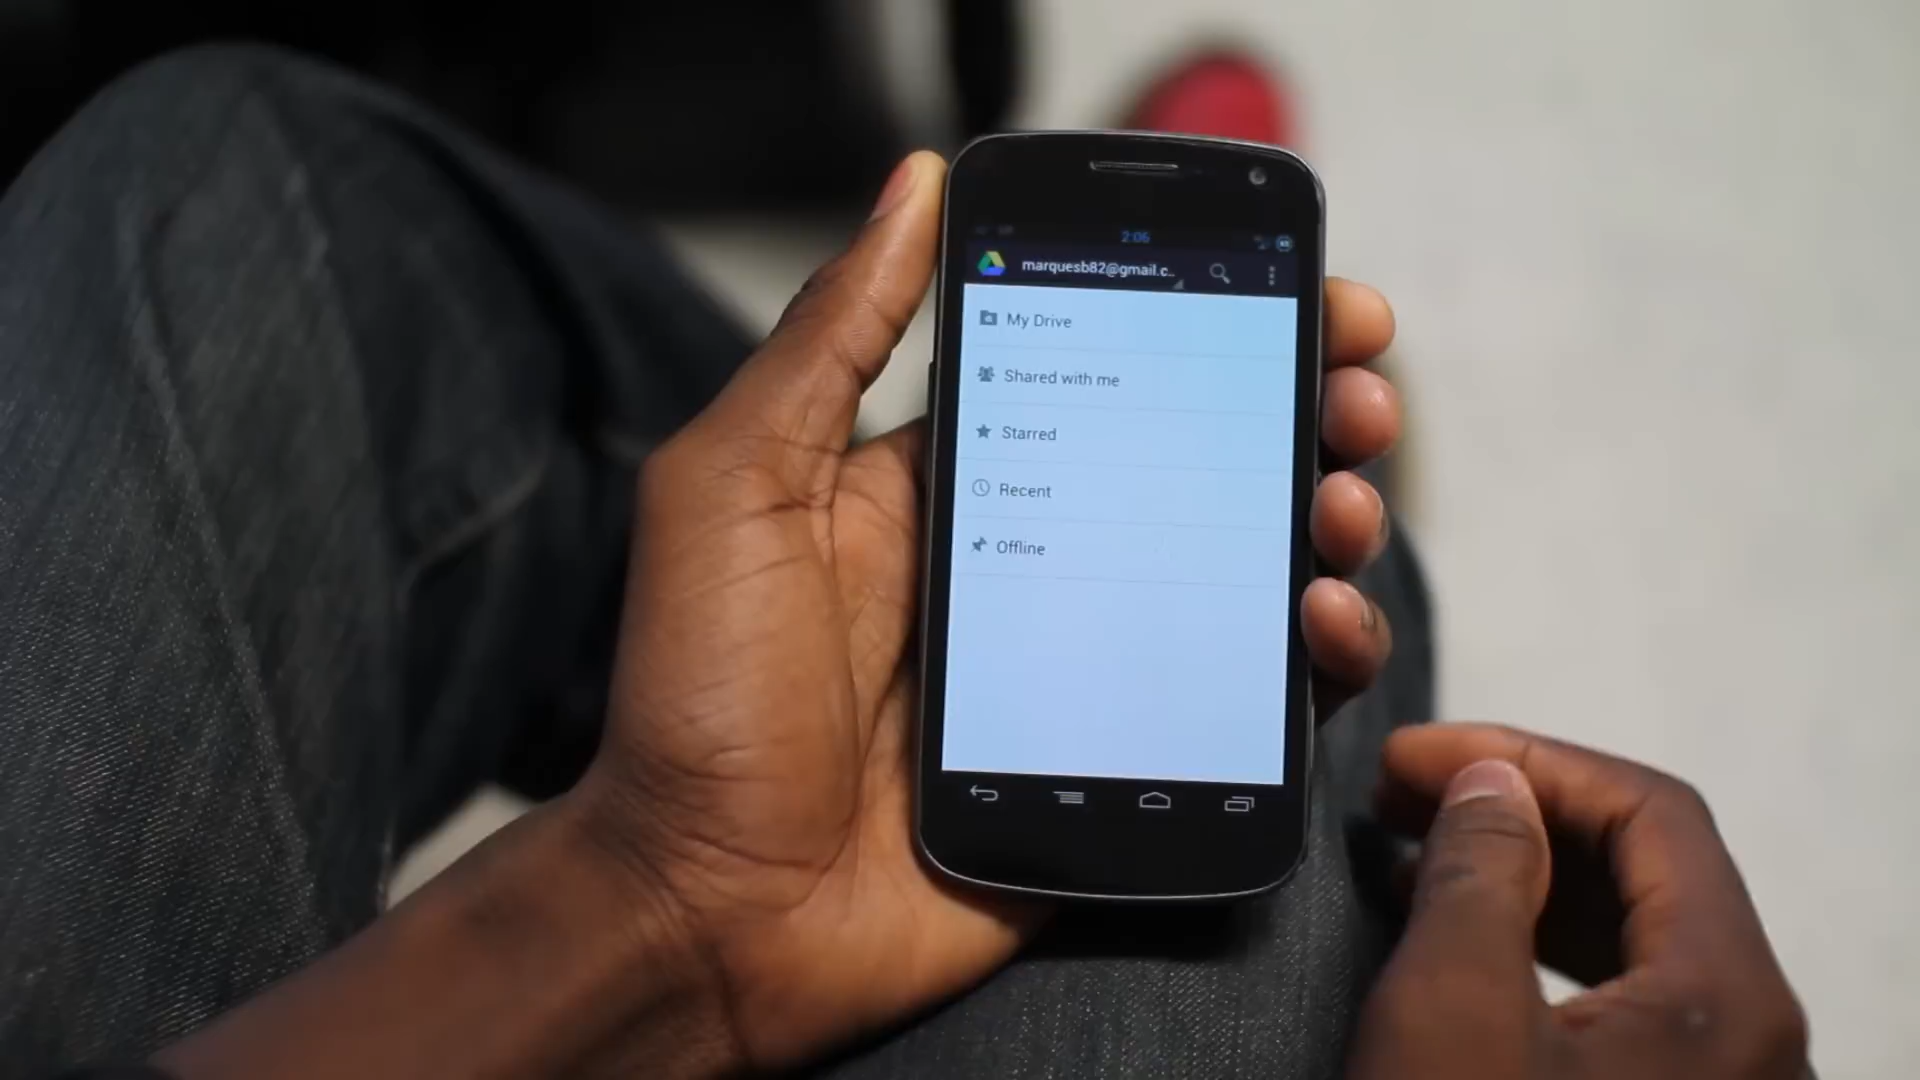 2:06
marquesb82@gmail.c..
My Drive
Shared with me
Starred
Recent
Offline